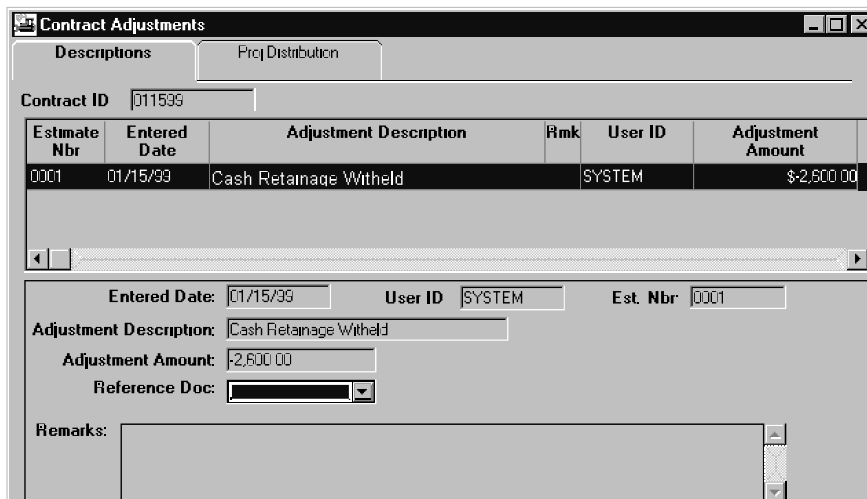 Contract Adjustments
Descriptions Proj Distribution
Contract ID 011599
Estimate Nbr Entered Date Adjustment Description Rmk User ID Adjustment Amount
0001 01/15/99 Cash Retainage Witheld SYSTEM $-2,600 00
Entered Date: 01/15/99 User ID SYSTEM Est. Nbr 0001
Adjustment Description: Cash Retainage Witheld
Adjustment Amount: -2,600 00
Reference Doc:
Remarks: